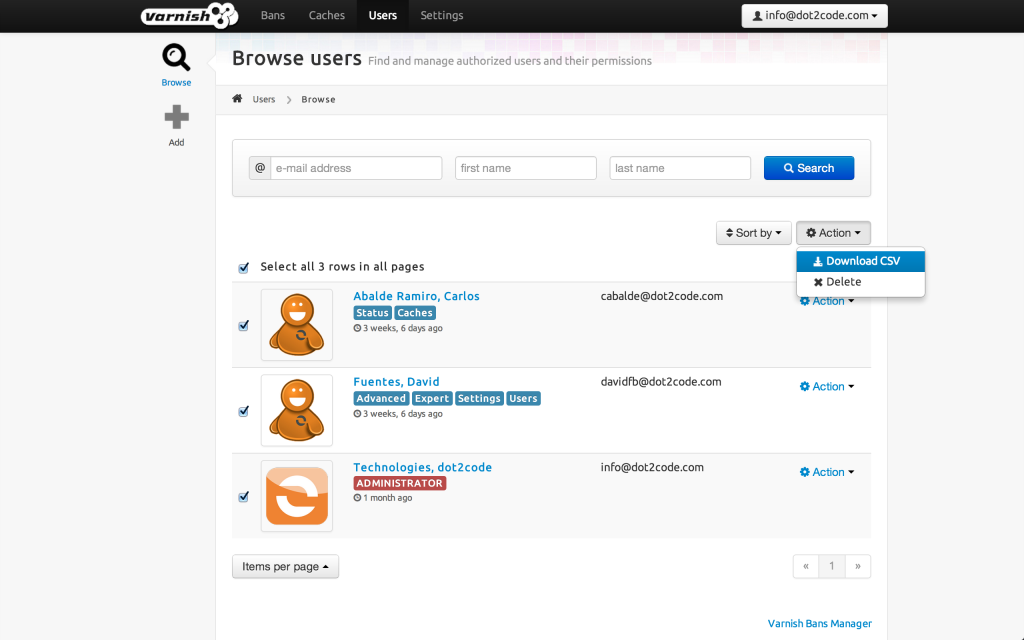 Varnish Bans Caches Users Settings info@dot2code.com
Browse
Add
Browse users Find and manage authorized users and their permissions
Users Browse
@ e-mail address first name last name Search
Sort by Action
Download CSV
Delete
Select all 3 rows in all pages
Abalde Ramiro, Carlos cabalde@dot2code.com Action
Status Caches
3 weeks, 6 days ago
Fuentes, David davidfb@dot2code.com Action
Advanced Expert Settings Users
3 weeks, 6 days ago
Technologies, dot2code info@dot2code.com Action
ADMINISTRATOR
1 month ago
Items per page « 1 »
Varnish Bans Manager